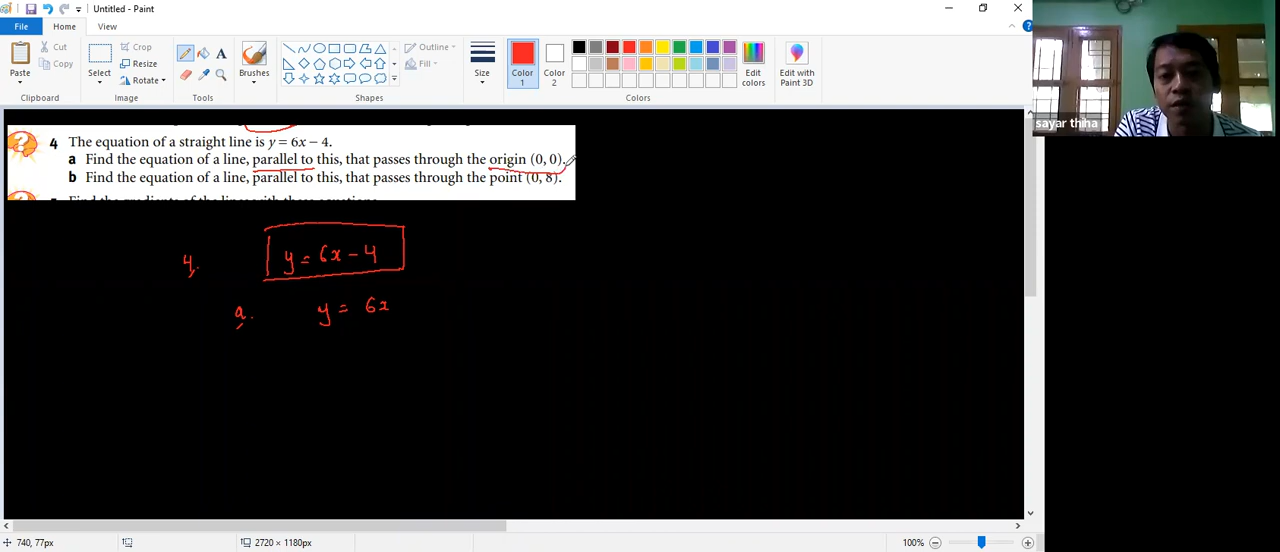 Untitled - Paint
File Home View
Paste
Cut
Copy
Clipboard
Select
Crop
Resize
Rotate
Image
A
Tools
Brushes
Outline
Fill
Shapes
Size
Color
1
Color
2
Edit
colors
Colors
Edit with
Paint 3D
sayar thiha
4 The equation of a straight line is y = 6x − 4.
a Find the equation of a line, parallel to this, that passes through the origin (0, 0).
b Find the equation of a line, parallel to this, that passes through the point (0, 8).
4. y = 6x − 4
a. y = 6x
740, 77px
2720 × 1180px
100%